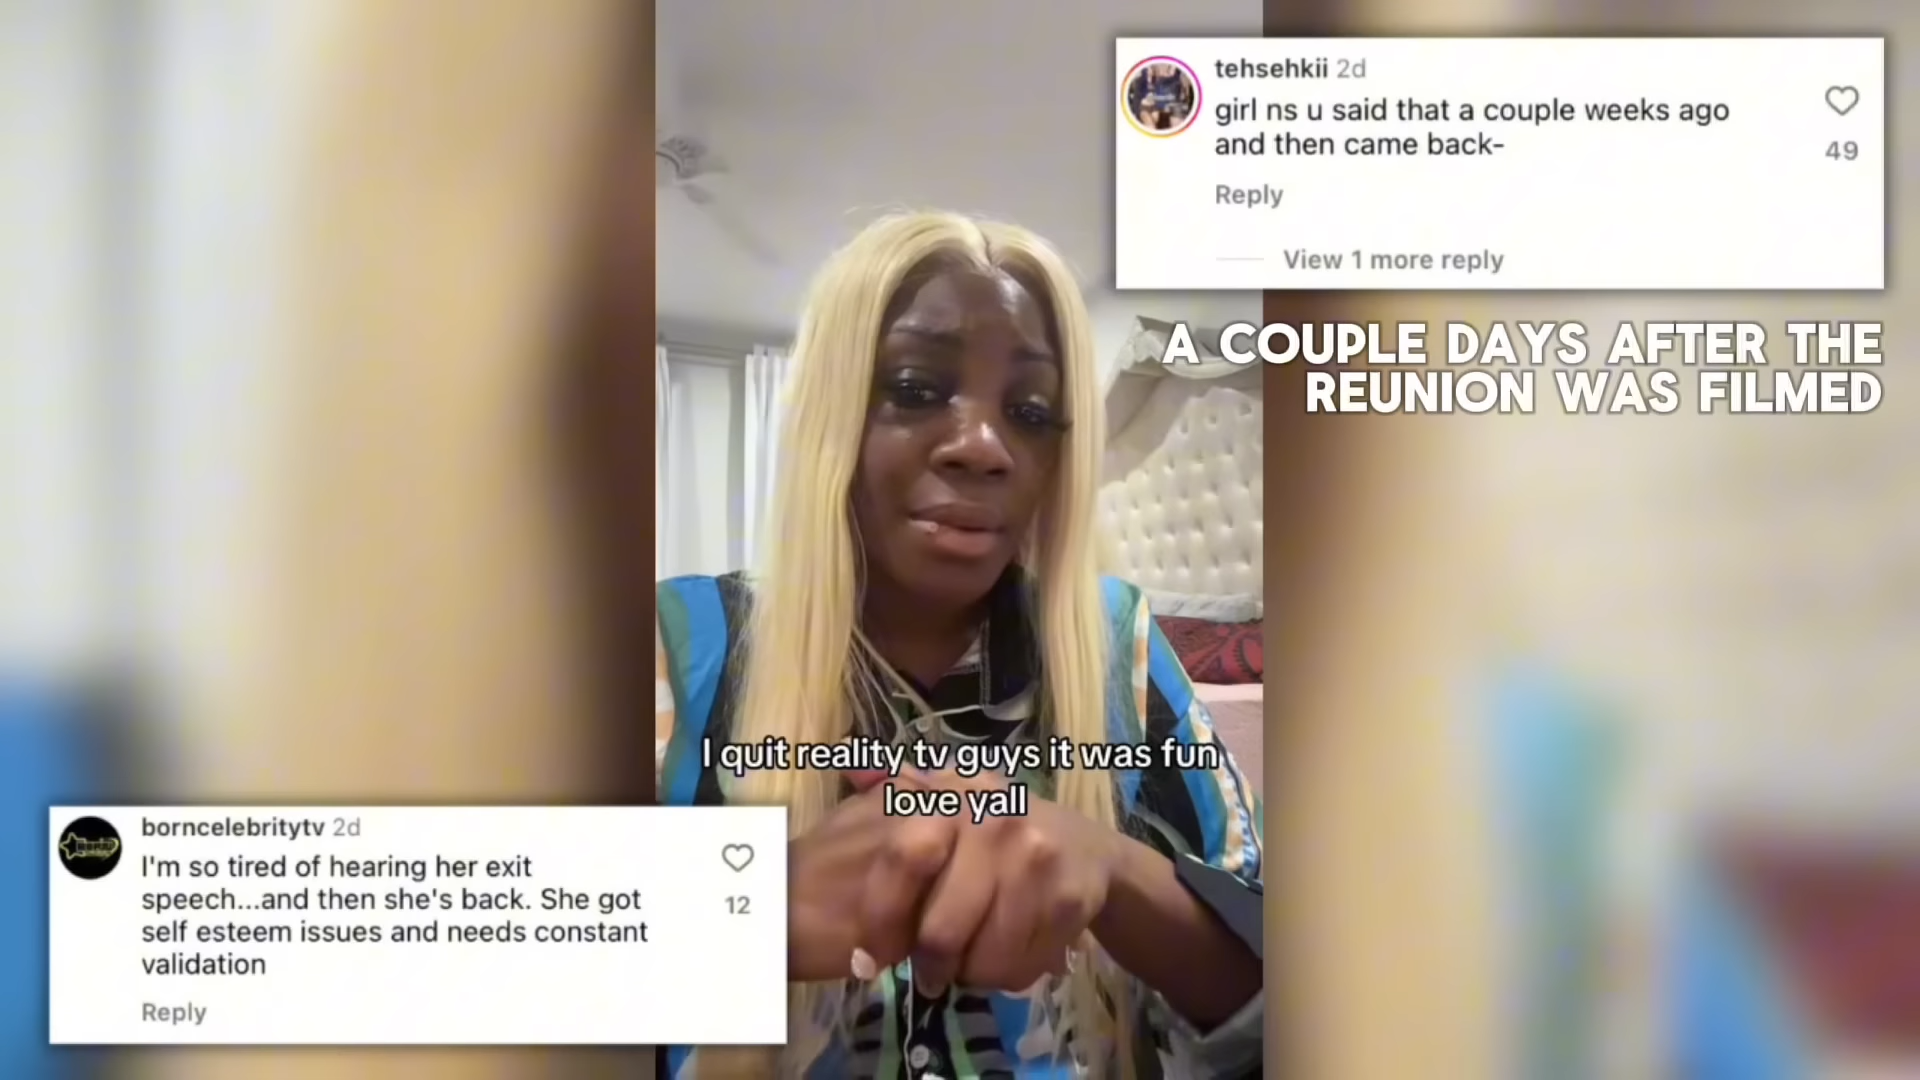 tehsehkii 2d
girl ns u said that a couple weeks ago
and then came back-
49
Reply
View 1 more reply
A COUPLE DAYS AFTER THE
REUNION WAS FILMED
I quit reality tv guys it was fun
love yall
borncelebritytv 2d
I'm so tired of hearing her exit
speech...and then she's back. She got
self esteem issues and needs constant
validation
12
Reply